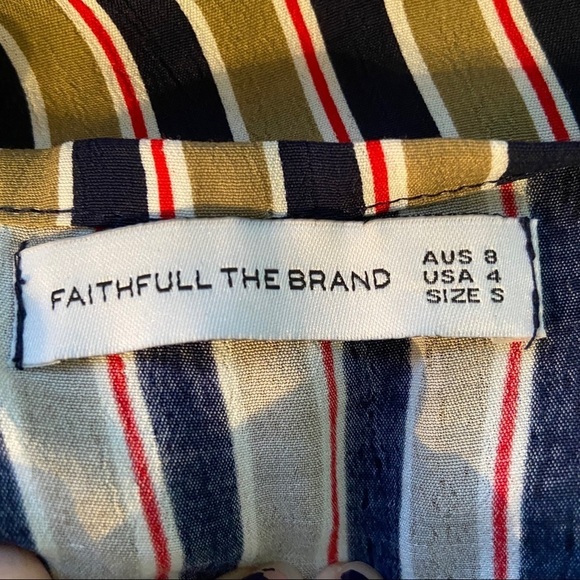 FAITHFULL THE BRAND
AUS 8
USA 4
SIZE S